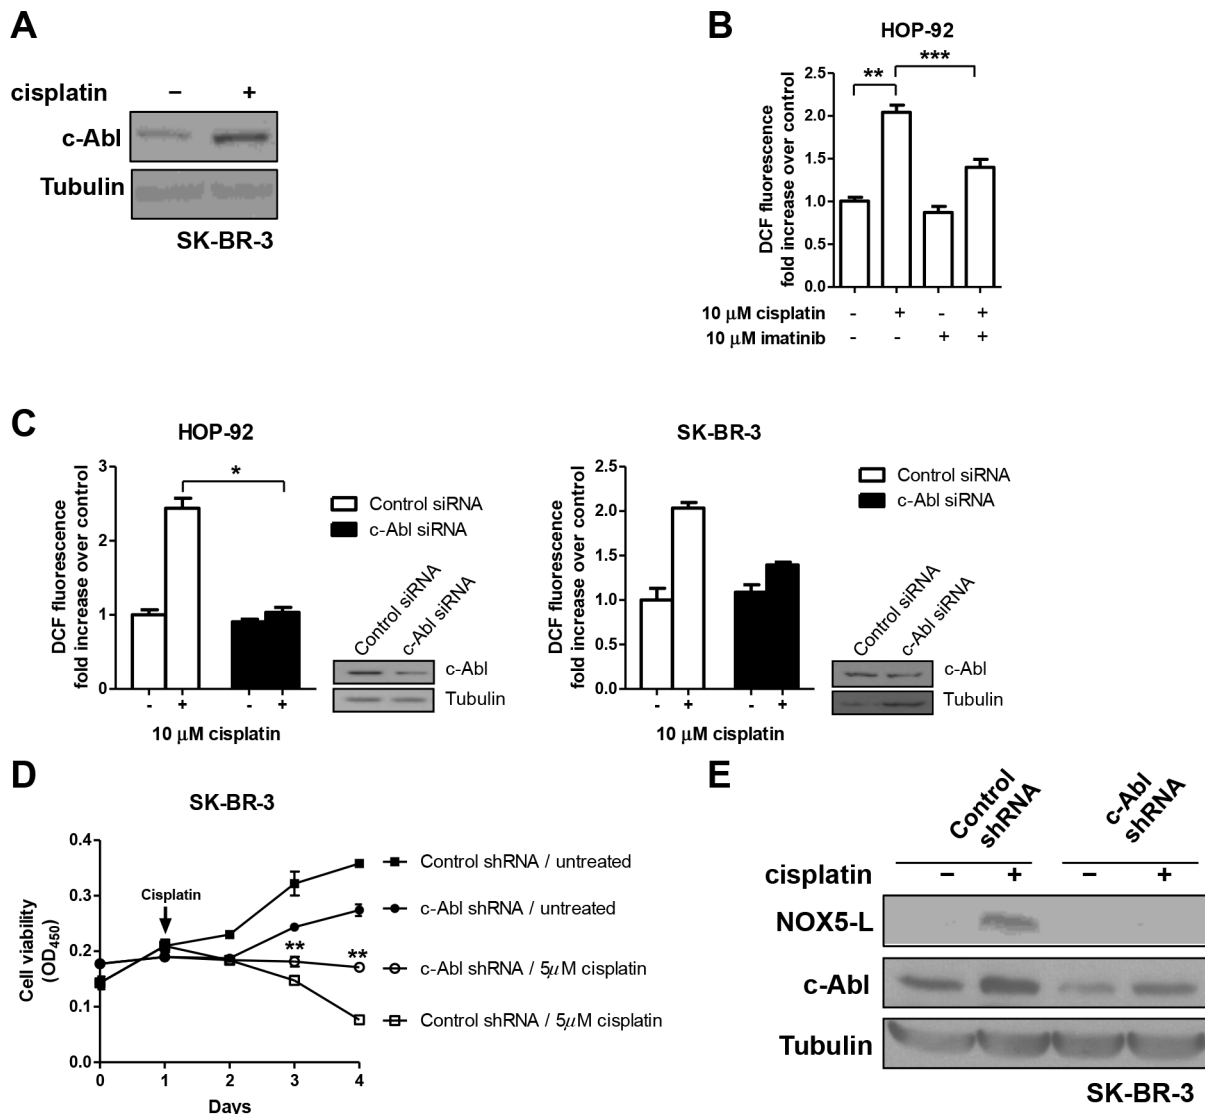 A
cisplatin − +
c-Abl
Tubulin
SK-BR-3
B
HOP-92
** ***
DCF fluorescence
fold increase over control
2.5
2.0
1.5
1.0
0.5
0.0
10 μM cisplatin - + - +
10 μM imatinib - - + +
C
HOP-92
*
DCF fluorescence
fold increase over control
3
2
1
0
- + - +
10 μM cisplatin
Control siRNA
c-Abl siRNA
Control siRNA
c-Abl siRNA
c-Abl
Tubulin
SK-BR-3
DCF fluorescence
fold increase over control
2.5
2.0
1.5
1.0
0.5
0.0
- + - +
10 μM cisplatin
Control siRNA
c-Abl siRNA
Control siRNA
c-Abl siRNA
c-Abl
Tubulin
D
SK-BR-3
Cell viability
(OD450)
0.4
0.3
0.2
0.1
0.0
Cisplatin
** **
0 1 2 3 4
Days
Control shRNA / untreated
c-Abl shRNA / untreated
c-Abl shRNA / 5μM cisplatin
Control shRNA / 5μM cisplatin
E
Control
shRNA
c-Abl
shRNA
cisplatin − + − +
NOX5-L
c-Abl
Tubulin
SK-BR-3